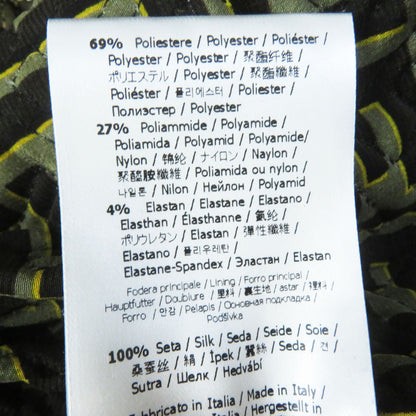 69% Poliestere / Polyester / Poliéster /
Polyester / Polyester / 聚酯纤维 /
ポリエステル / Polyester / 聚酯纖維 /
Poliéster / 폴리에스터 / Poliester /
Полиэстер / Polyester
27% Poliammide / Polyamide /
Poliamida / Polyamid / Polyamide/
Nylon / 锦纶 / ナイロン / Naylon /
聚醯胺纖維 / Poliamida ou nylon /
나일론 / Nilon / Нейлон / Polyamid
4% Elastan / Elastane / Elastano /
Elasthan / Élasthanne / 氨纶 /
ポリウレタン / Elastan / 彈性纖維 /
Elastano / 폴리우레탄 /
Elastane-Spandex / Эластан / Elastan
Fodera principale / Lining / Forro principal /
Hauptfutter / Doublure / 里料 / 裏生地 / astar / 裡料 /
Forro / 안감 / Pelapis / Основная подкладка /
Podšívka
100% Seta / Silk / Seda / Seide / Soie /
桑蚕丝 / 絹 / İpek / 蠶絲 / Seda / 견 /
Sutra / Шелк / Hedvábí
Fabbricato in Italia / Made in Italy /
Italia / Hergestellt in